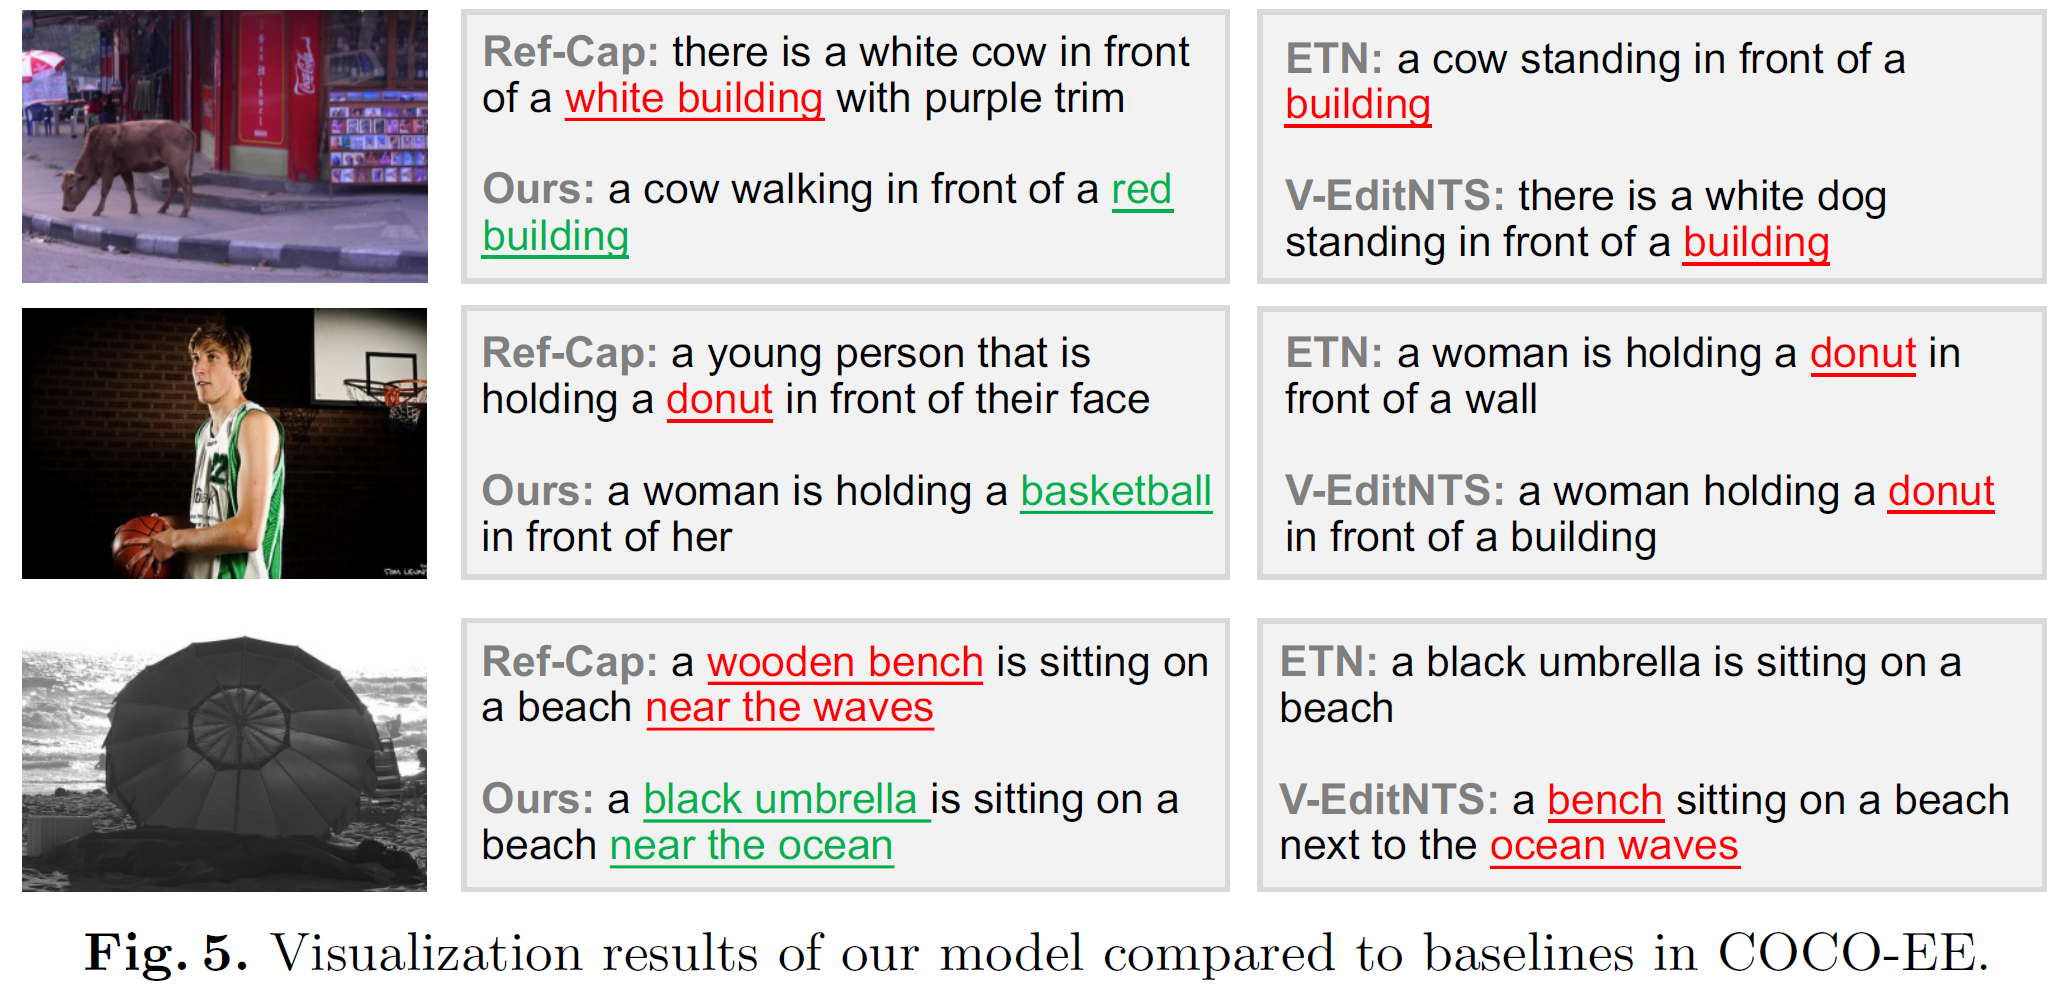 Coca-Cola
Ref-Cap: there is a white cow in front
of a white building with purple trim
Ours: a cow walking in front of a red
building
ETN: a cow standing in front of a
building
V-EditNTS: there is a white dog
standing in front of a building
22
Ref-Cap: a young person that is
holding a donut in front of their face
Ours: a woman is holding a basketball
in front of her
ETN: a woman is holding a donut in
front of a wall
V-EditNTS: a woman holding a donut
in front of a building
Ref-Cap: a wooden bench is sitting on
a beach near the waves
Ours: a black umbrella is sitting on a
beach near the ocean
ETN: a black umbrella is sitting on a
beach
V-EditNTS: a bench sitting on a beach
next to the ocean waves
Fig. 5. Visualization results of our model compared to baselines in COCO-EE.